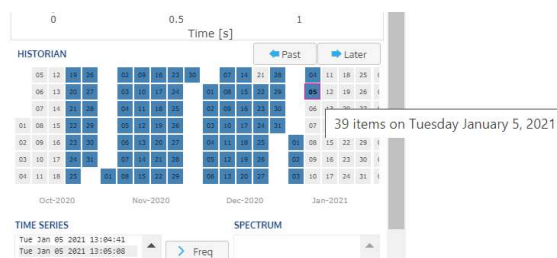 0 0.5 1
Time [s]
HISTORIAN Past Later
05 12 19 26 02 09 16 23 30 07 14 21 28 04 11 18 25
06 13 20 27 03 10 17 24 01 08 15 22 29 05 12 19 26
07 14 21 28 04 11 18 25 02 09 16 23 30 06
01 08 15 22 29 05 12 19 26 03 10 17 24 31 07
02 09 16 23 30 06 13 20 27 04 11 18 25 01 08 15 22 29
03 10 17 24 31 07 14 21 28 05 12 19 26 02 09 16 23 30
04 11 18 25 01 08 15 22 29 06 13 20 27 03 10 17 24 31
39 items on Tuesday January 5, 2021
Oct-2020 Nov-2020 Dec-2020 Jan-2021
TIME SERIES SPECTRUM
Tue Jan 05 2021 13:04:41
Tue Jan 05 2021 13:05:08
Freq